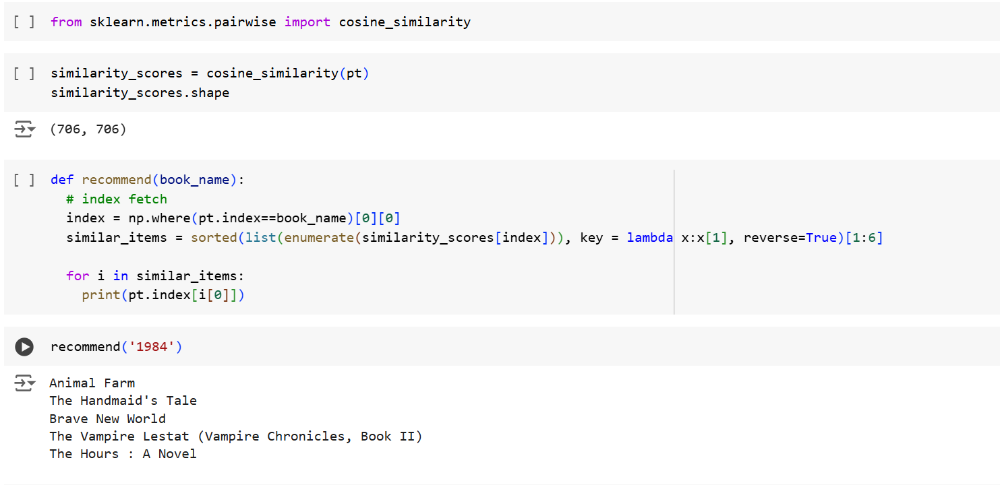 [ ] from sklearn.metrics.pairwise import cosine_similarity
[ ] similarity_scores = cosine_similarity(pt)
similarity_scores.shape
(706, 706)
[ ] def recommend(book_name):
  # index fetch
  index = np.where(pt.index==book_name)[0][0]
  similar_items = sorted(list(enumerate(similarity_scores[index])), key = lambda x:x[1], reverse=True)[1:6]
  for i in similar_items:
    print(pt.index[i[0]])
recommend('1984')
Animal Farm
The Handmaid's Tale
Brave New World
The Vampire Lestat (Vampire Chronicles, Book II)
The Hours : A Novel